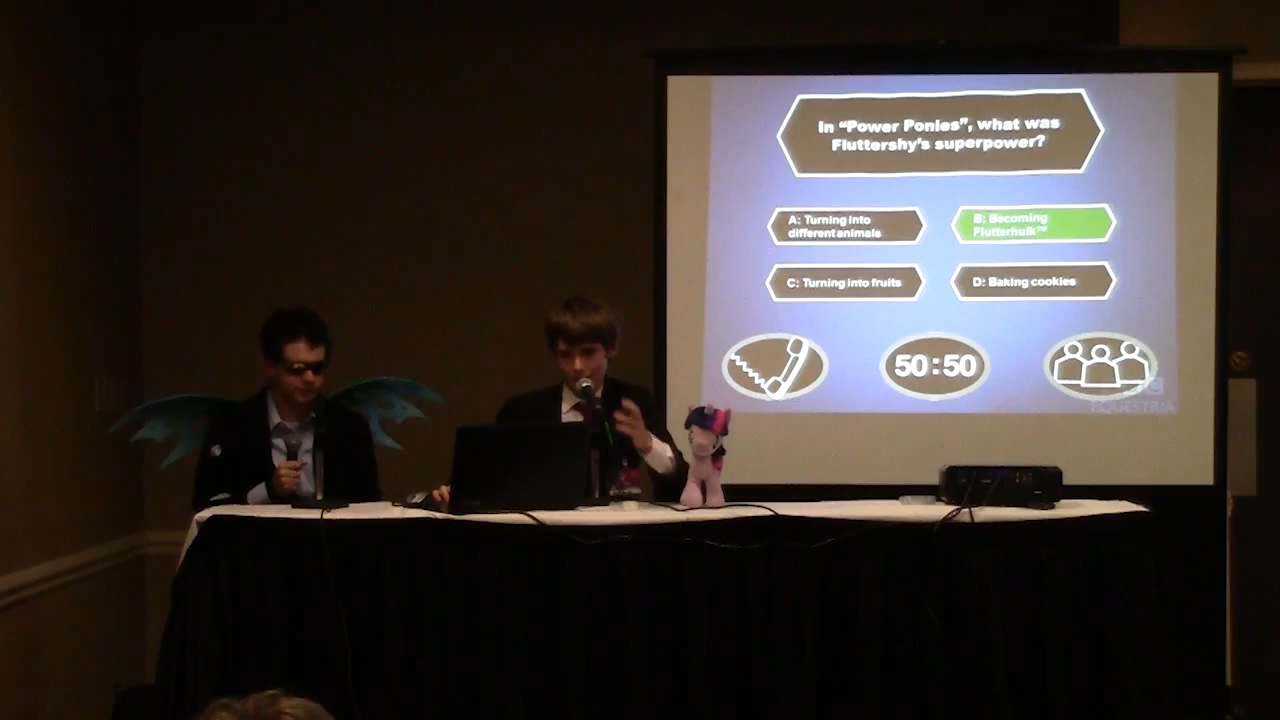 In “Power Ponies”, what was
Fluttershy's superpower?
A: Turning into
different animals
B: Becoming
Flutterhulk™
C: Turning into fruits
D: Baking cookies
50:50